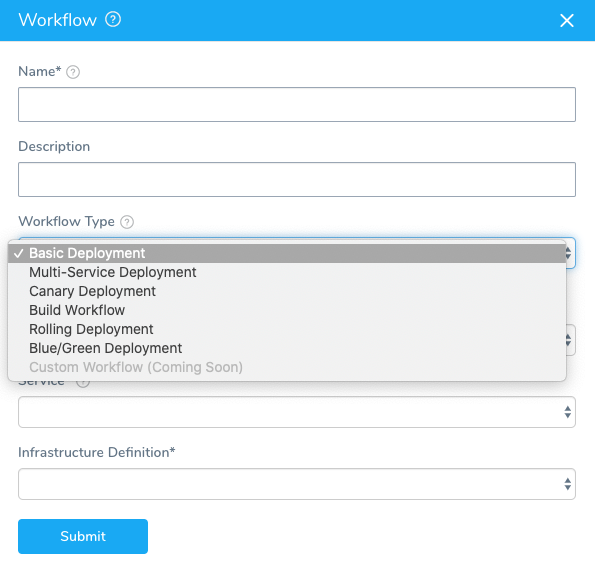 Workflow ?
Name* ?
Description
Workflow Type ?
✓ Basic Deployment
Multi-Service Deployment
Canary Deployment
Build Workflow
Rolling Deployment
Blue/Green Deployment
Custom Workflow (Coming Soon)
Service ?
Infrastructure Definition*
Submit